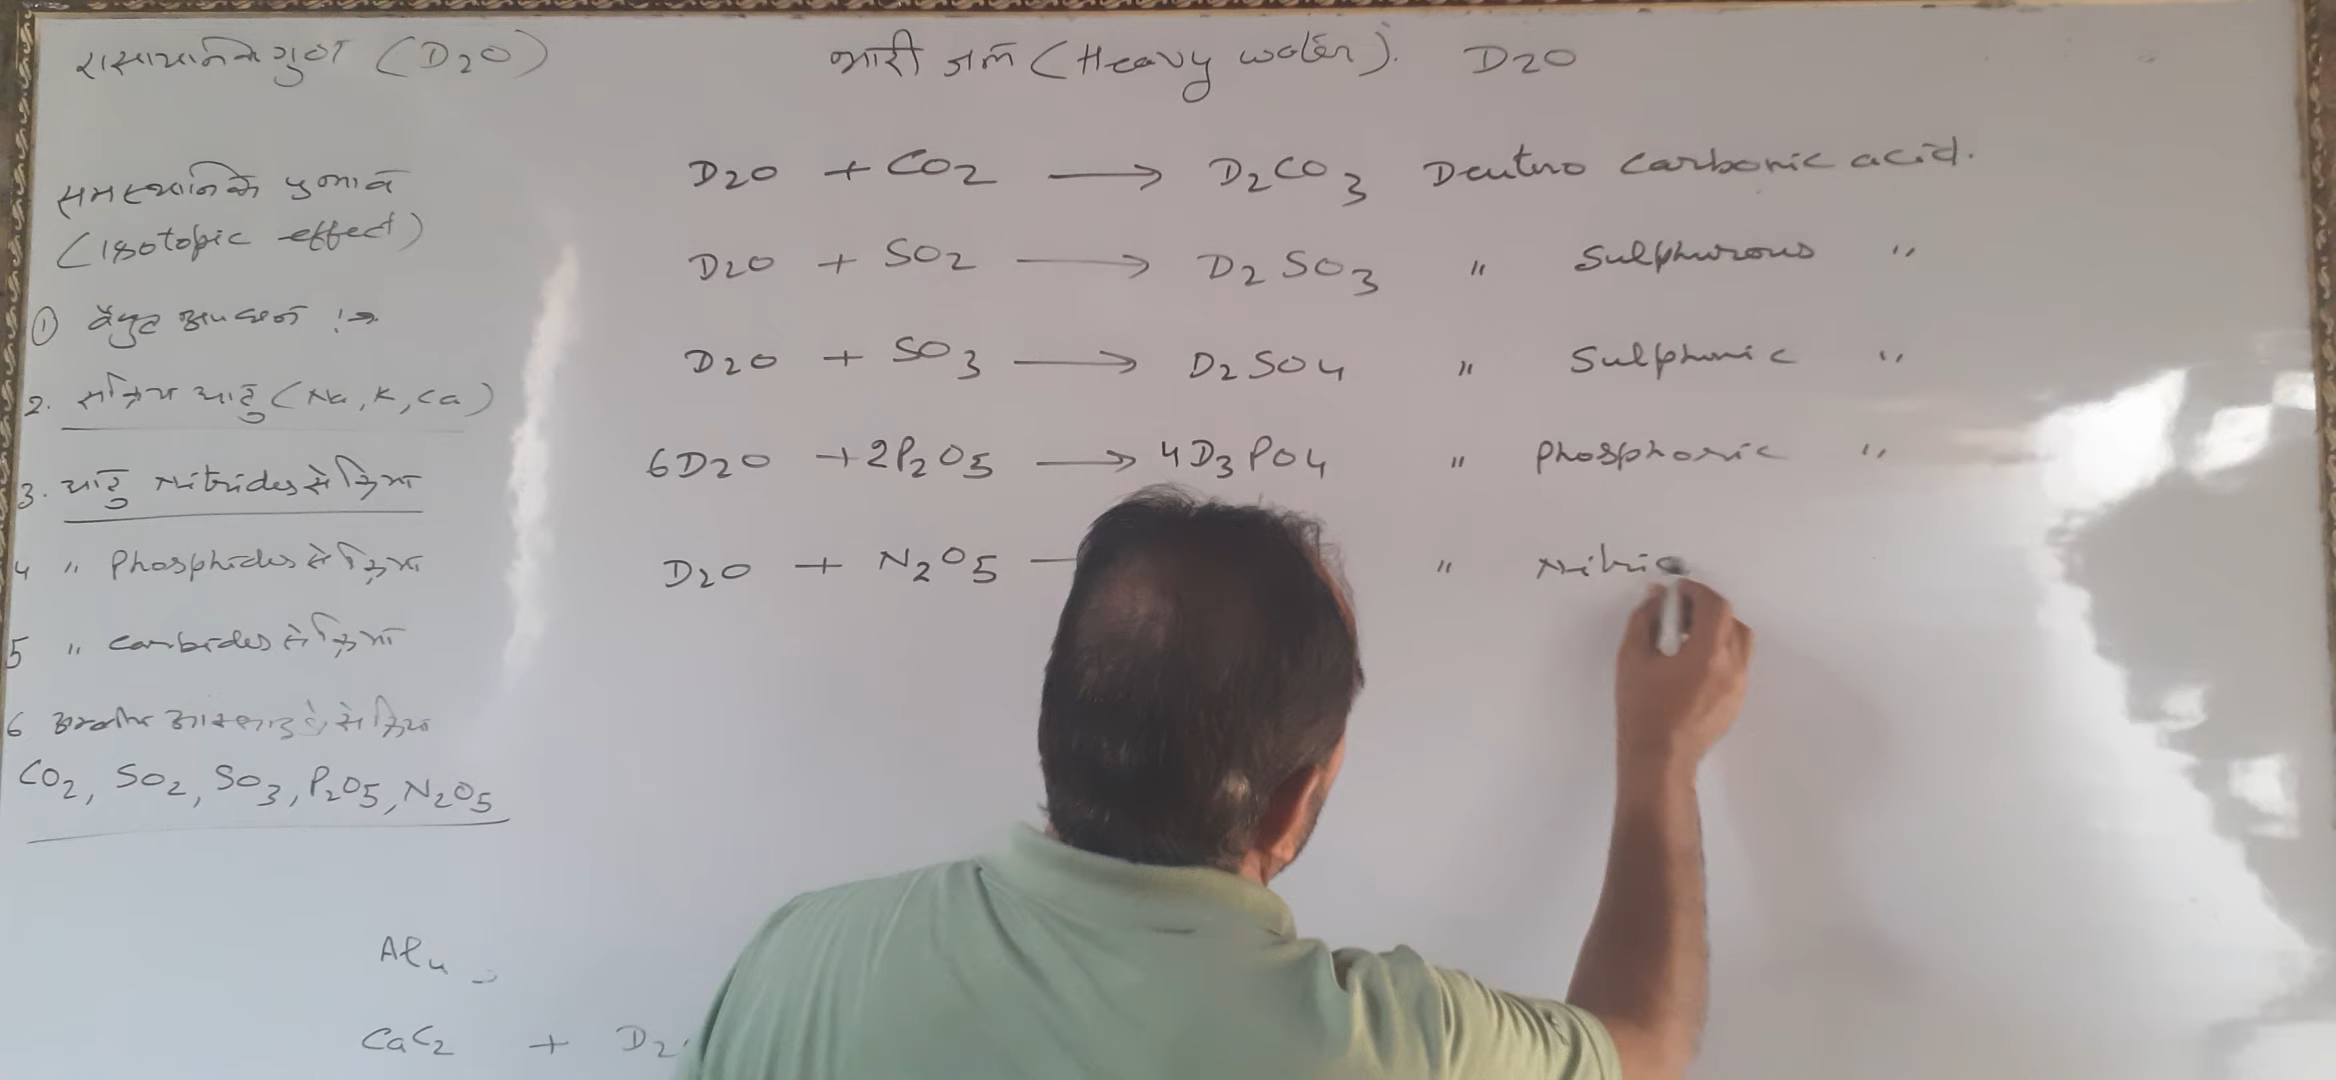 रासायनिक गुण (D2O)
भारी जल (Heavy water). D2O
समस्थानिक प्रभाव
(isotopic effect)
① वैद्युत अपघटन :→
2. सक्रिय धातु (Na, K, Ca)
3. धातु nitrides से क्रिया
4 " Phosphides से क्रिया
5 " carbides से क्रिया
6 अम्लीय आक्साइडो से क्रिया
CO2, SO2, SO3, P2O5, N2O5
D2O + CO2 ⟶ D2CO3 Deutro carbonic acid.
D2O + SO2 ⟶ D2SO3 " Sulphurous "
D2O + SO3 ⟶ D2SO4 " Sulphuric "
6D2O + 2P2O5 ⟶ 4D3PO4 " Phosphoric "
D2O + N2O5 — " Nitric
CaC2 + D2